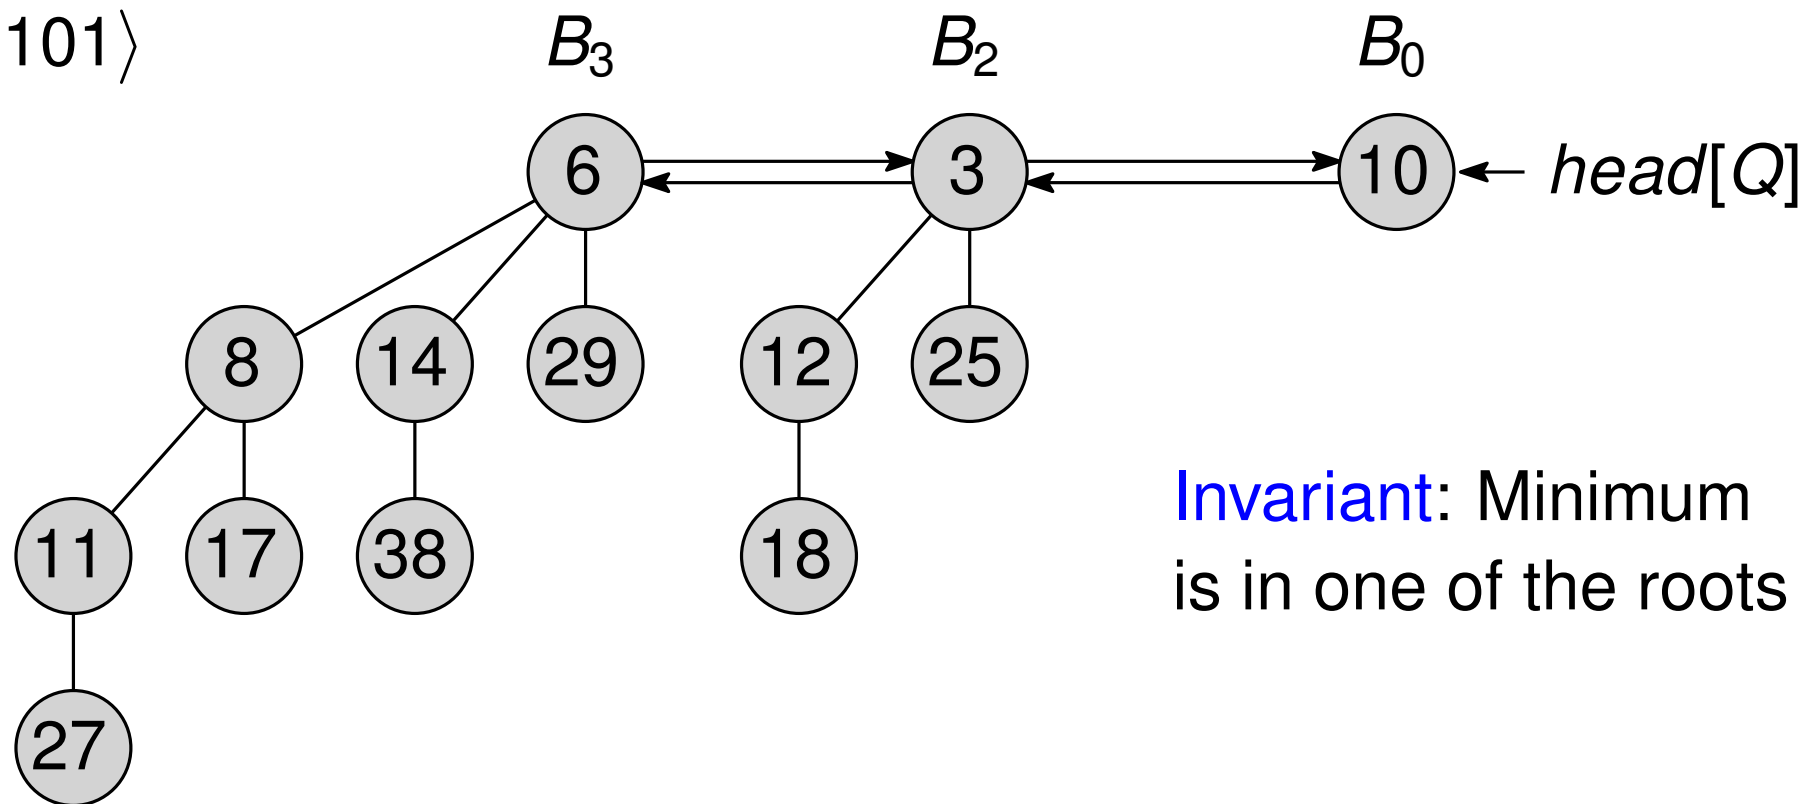 101⟩ B₃ B₂ B₀
6 3 10 head[Q]
8 14 29 12 25
Invariant: Minimum
11 17 38 18
is in one of the roots
27